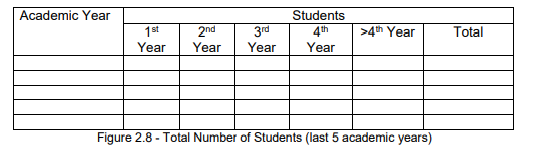 Academic Year Students
1st Year 2nd Year 3rd Year 4th Year >4th Year Total
Figure 2.8 - Total Number of Students (last 5 academic years)